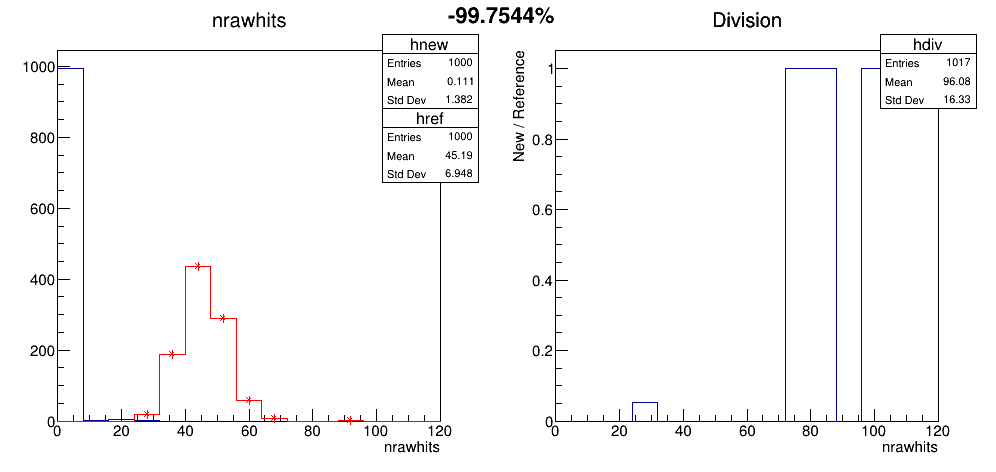 -99.7544%
nrawhits
hnew
Entries 1000
Mean 0.111
Std Dev 1.382
href
Entries 1000
Mean 45.19
Std Dev 6.948
1000
800
600
400
200
0
0 20 40 60 80 100 120
nrawhits
Division
hdiv
Entries 1017
Mean 96.08
Std Dev 16.33
New / Reference
1
0.8
0.6
0.4
0.2
0
0 20 40 60 80 100 120
nrawhits